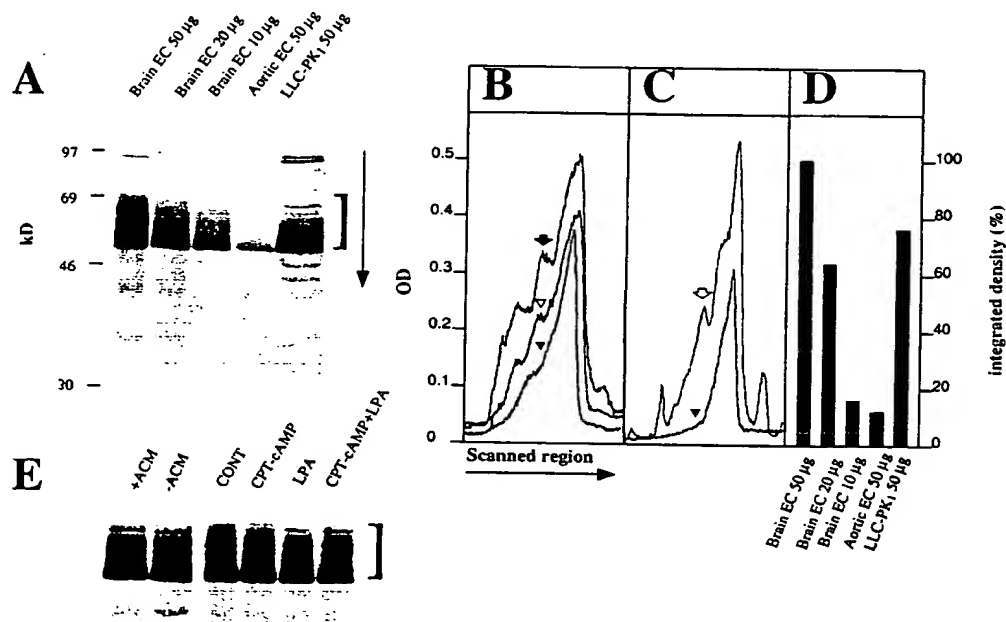 A
Brain EC 50 µg
Brain EC 20 µg
Brain EC 10 µg
Aortic EC 50 µg
LLC-PK1 50 µg
97
69
kD
46
30
B
C
D
OD
0.5
0.4
0.3
0.2
0.1
0
Scanned region
100
80
60
40
20
0
integrated density (%)
Brain EC 50 µg
Brain EC 20 µg
Brain EC 10 µg
Aortic EC 50 µg
LLC-PK1 50 µg
E
+ACM
-ACM
CONT
CPT-cAMP
LPA
CPT-cAMP+LPA